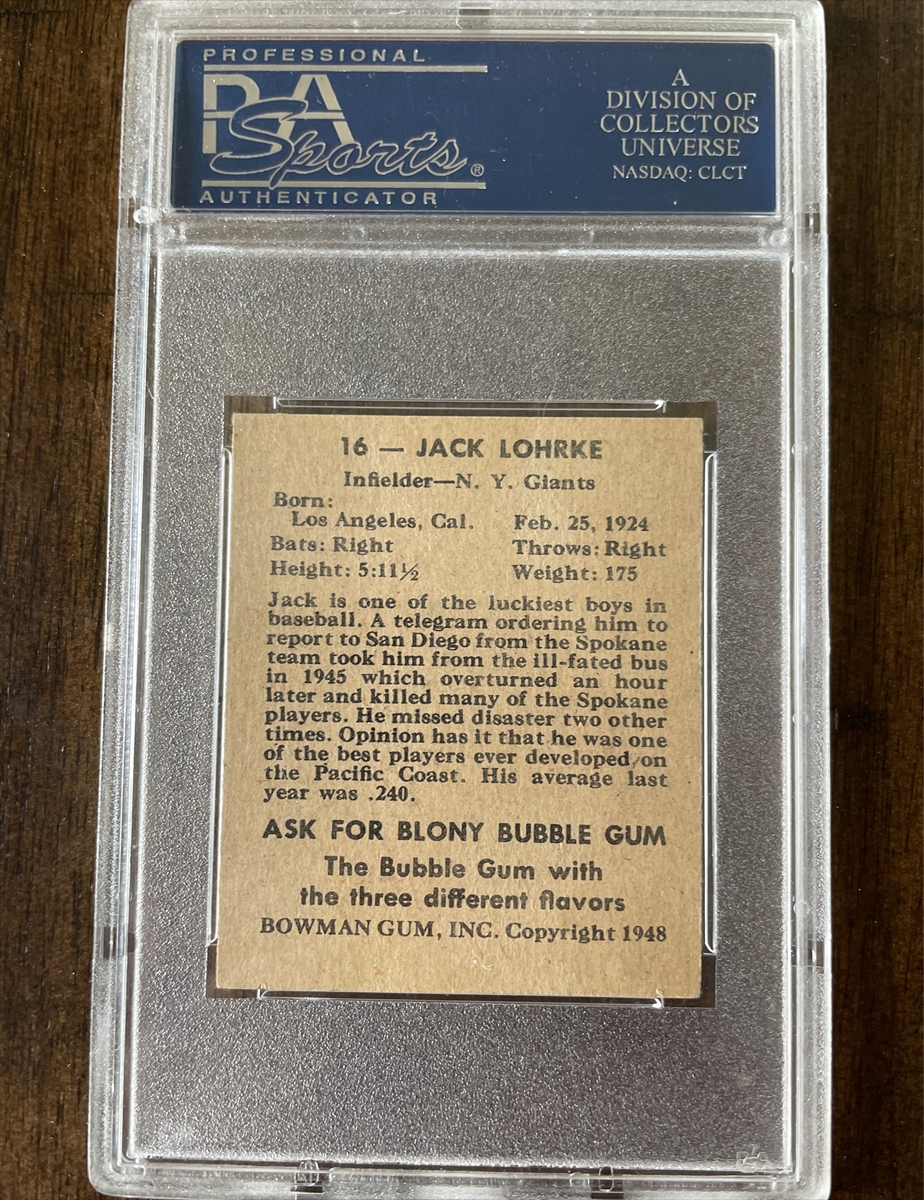 PROFESSIONAL
PSA
Sports®
AUTHENTICATOR
A
DIVISION OF
COLLECTORS
UNIVERSE
NASDAQ: CLCT
16 — JACK LOHRKE
Infielder—N. Y. Giants
Born:
Los Angeles, Cal. Feb. 25, 1924
Bats: Right Throws: Right
Height: 5:11½ Weight: 175
Jack is one of the luckiest boys in
baseball. A telegram ordering him to
report to San Diego from the Spokane
team took him from the ill-fated bus
in 1945 which overturned an hour
later and killed many of the Spokane
players. He missed disaster two other
times. Opinion has it that he was one
of the best players ever developed on
the Pacific Coast. His average last
year was .240.
ASK FOR BLONY BUBBLE GUM
The Bubble Gum with
the three different flavors
BOWMAN GUM, INC. Copyright 1948